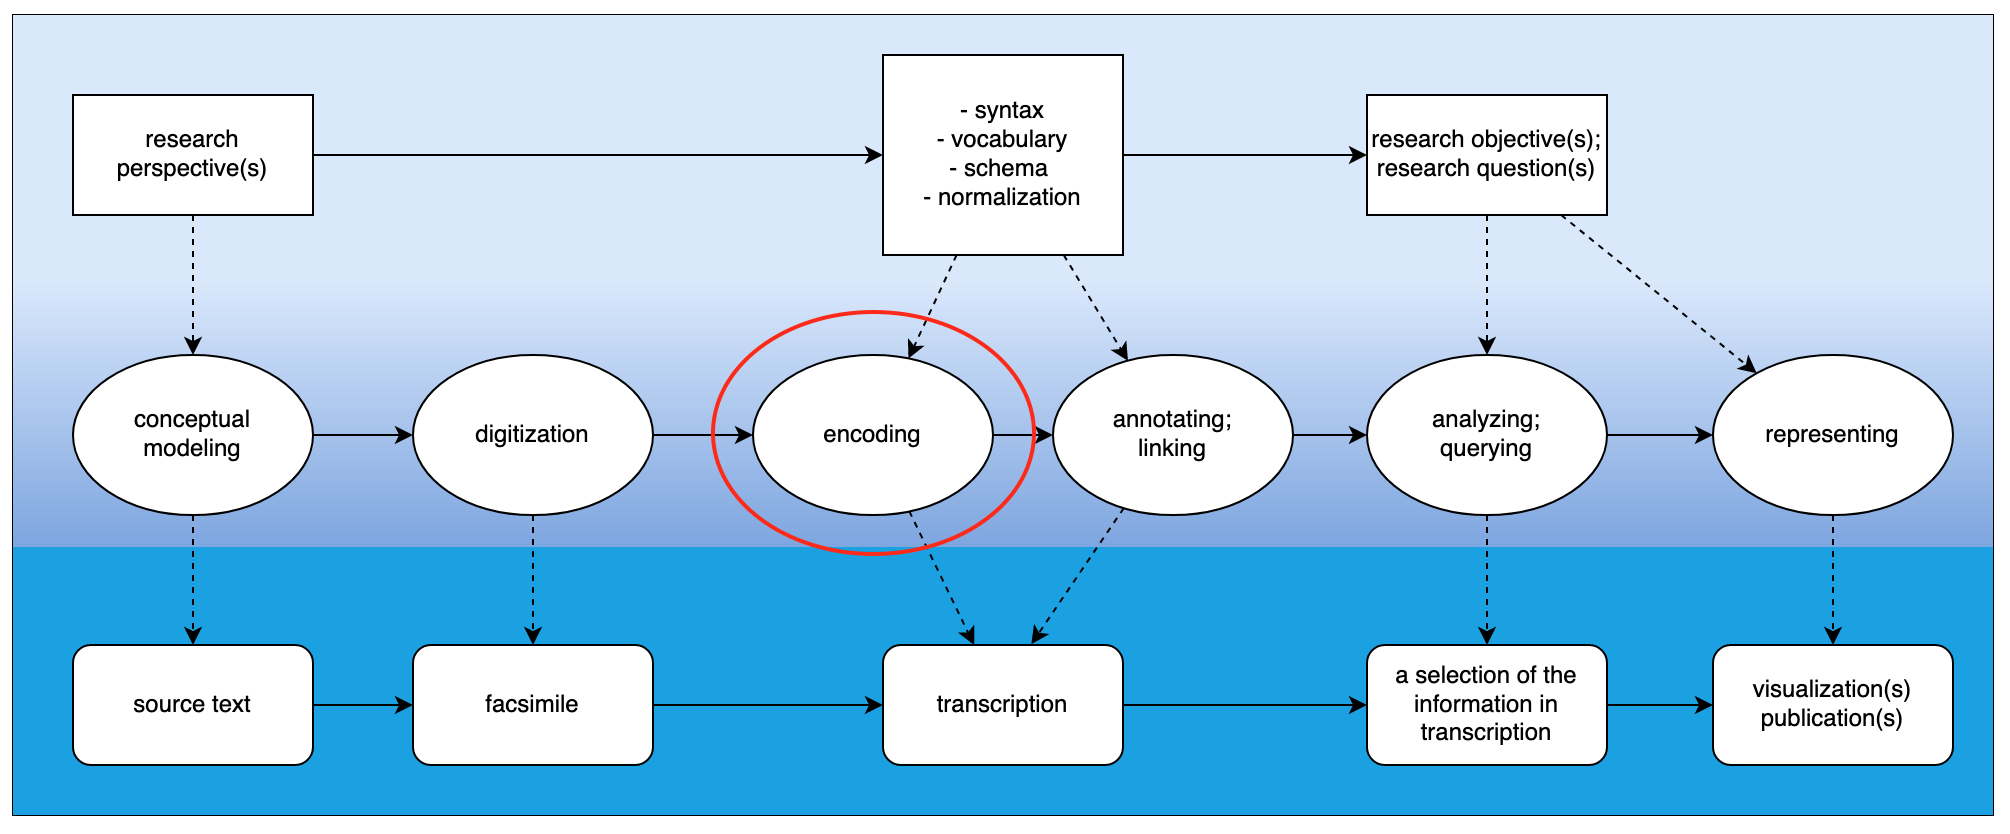 research
perspective(s)
- syntax
- vocabulary
- schema
- normalization
research objective(s);
research question(s)
conceptual
modeling
digitization
encoding
annotating;
linking
analyzing;
querying
representing
source text
facsimile
transcription
a selection of the
information in
transcription
visualization(s)
publication(s)